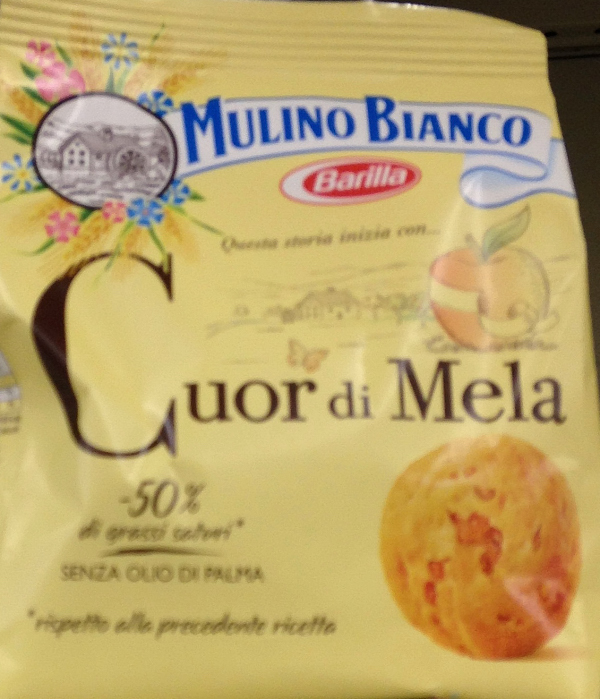 MULINO BIANCO
Barilla
Questa storia inizia con...
Cuor di Mela
-50%
di grassi saturi*
SENZA OLIO DI PALMA
*rispetto alla precedente ricetta